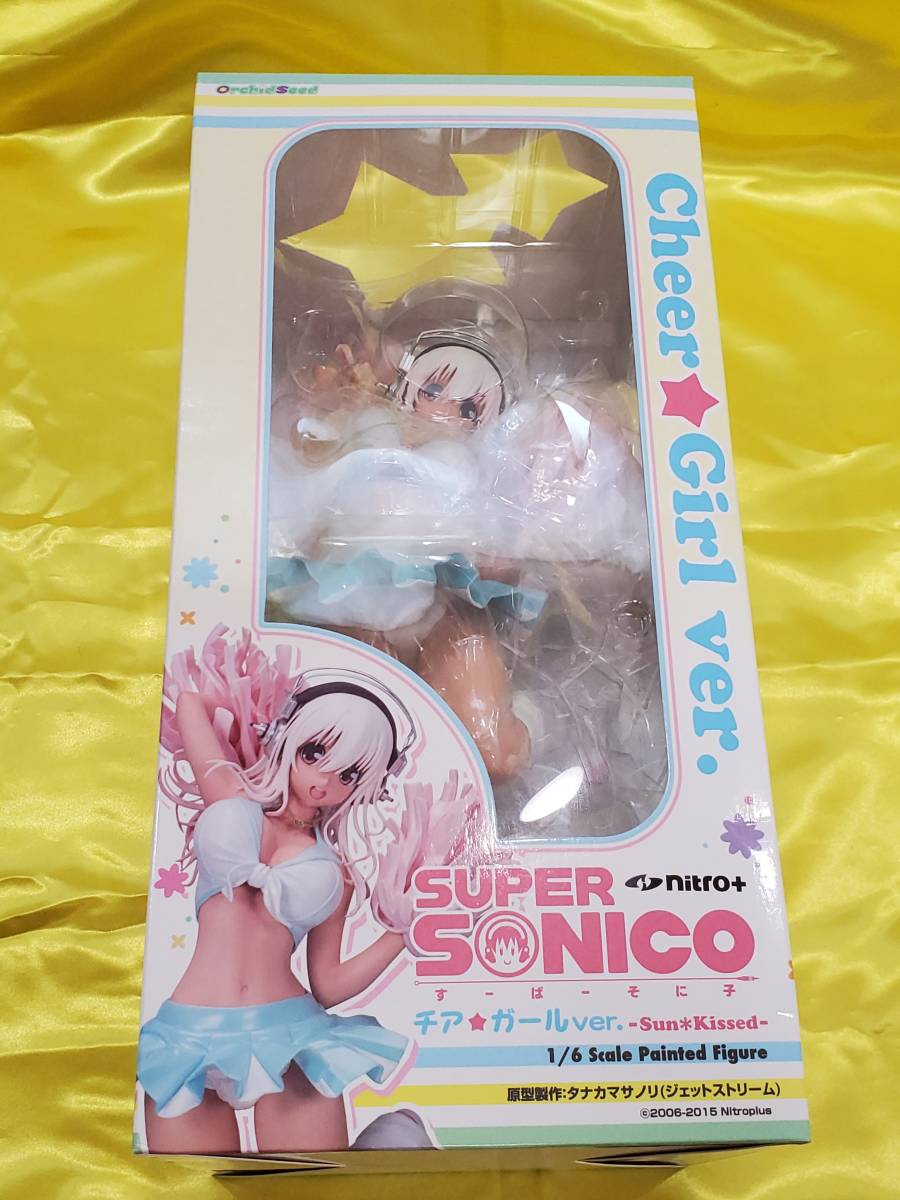 OrchidSeed
Cheer★Girl ver.
SUPER
nitro+
SONICO
すーぱーそに子
チア★ガールver. -Sun*Kissed-
1/6 Scale Painted Figure
原型製作:タナカマサノリ(ジェットストリーム)
©2006-2015 Nitroplus